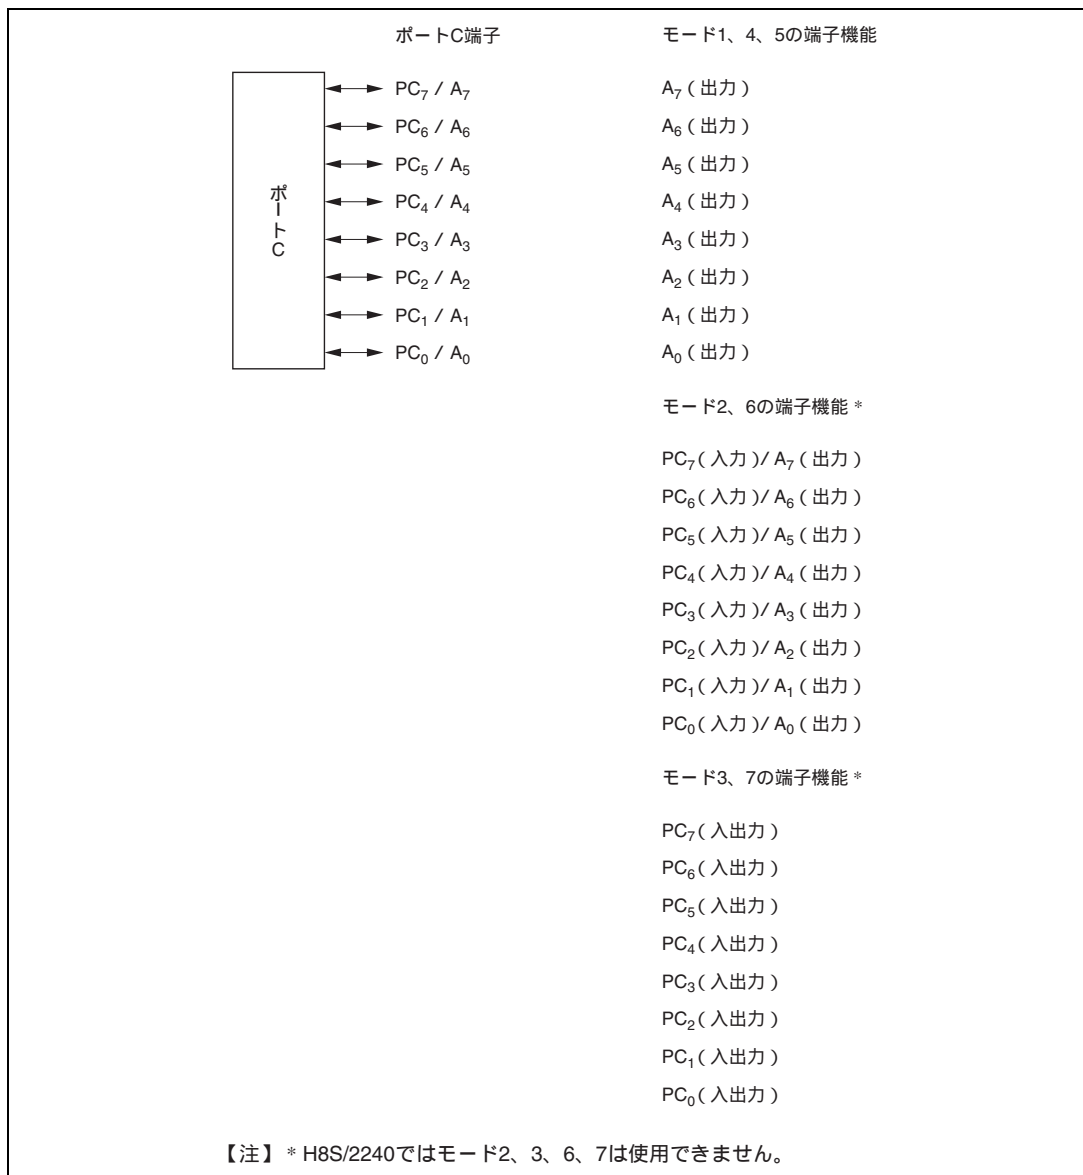 ポートC端子 モード1、4、5の端子機能
ポートC
PC₇ / A₇ A₇（出力）
PC₆ / A₆ A₆（出力）
PC₅ / A₅ A₅（出力）
PC₄ / A₄ A₄（出力）
PC₃ / A₃ A₃（出力）
PC₂ / A₂ A₂（出力）
PC₁ / A₁ A₁（出力）
PC₀ / A₀ A₀（出力）
モード2、6の端子機能 *
PC₇（入力）/ A₇（出力）
PC₆（入力）/ A₆（出力）
PC₅（入力）/ A₅（出力）
PC₄（入力）/ A₄（出力）
PC₃（入力）/ A₃（出力）
PC₂（入力）/ A₂（出力）
PC₁（入力）/ A₁（出力）
PC₀（入力）/ A₀（出力）
モード3、7の端子機能 *
PC₇（入出力）
PC₆（入出力）
PC₅（入出力）
PC₄（入出力）
PC₃（入出力）
PC₂（入出力）
PC₁（入出力）
PC₀（入出力）
【注】 * H8S/2240ではモード2、3、6、7は使用できません。